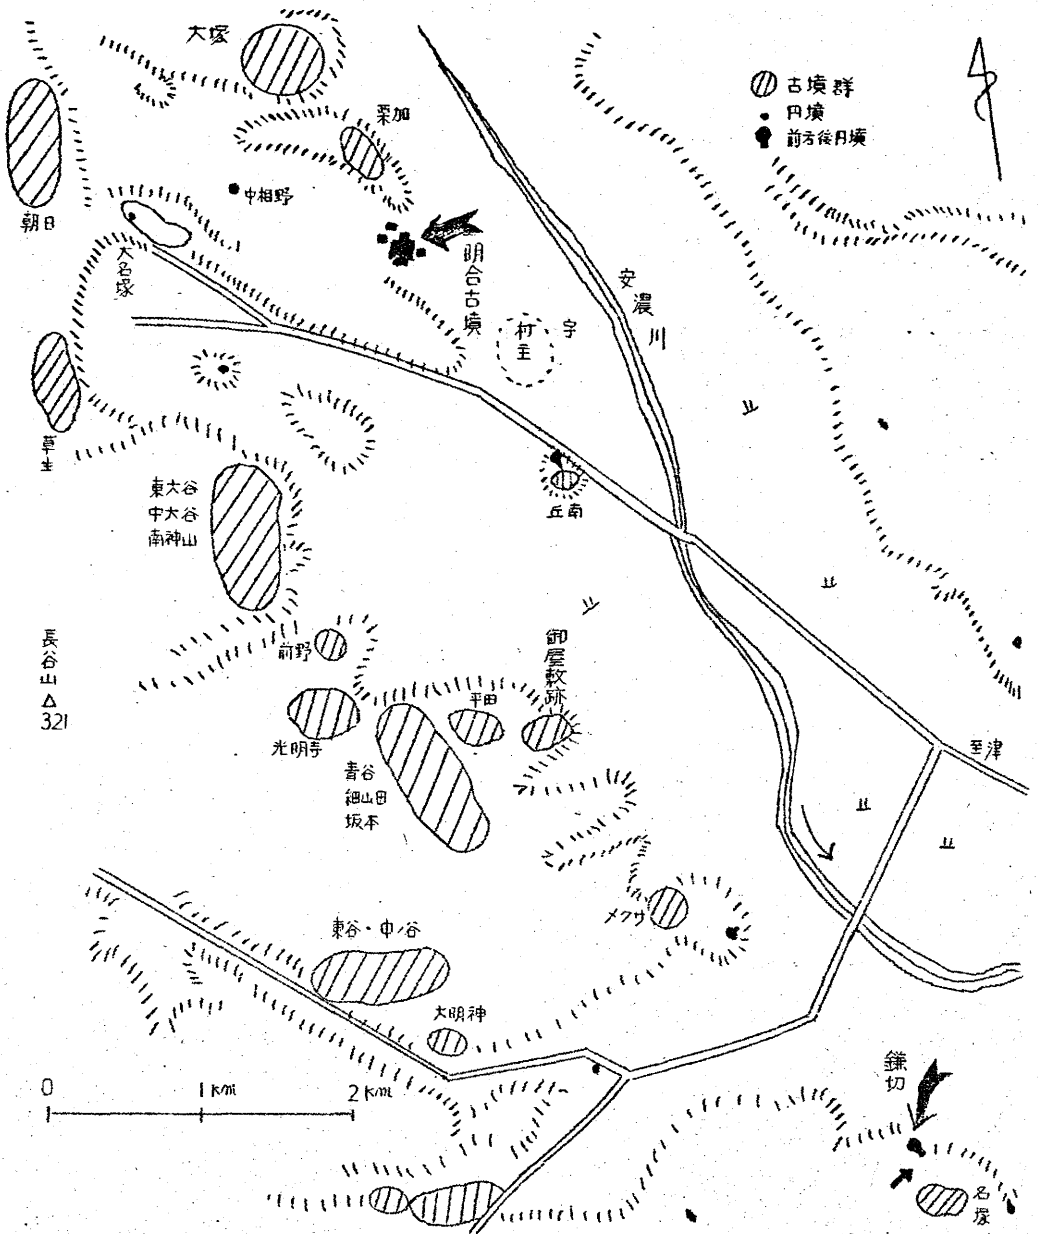 大塚
栗加
古墳群
円墳
前方後円墳
朝日
中相野
大名塚
明合古墳
安濃川
村主
字
草生
東大谷
中大谷
南神山
丘南
長谷山
321
前野
御屋敷跡
平田
光明寺
青谷
細山田
坂本
至津
メクサ
東谷・中ノ谷
大明神
鎌切
0
1km
2km
名塚